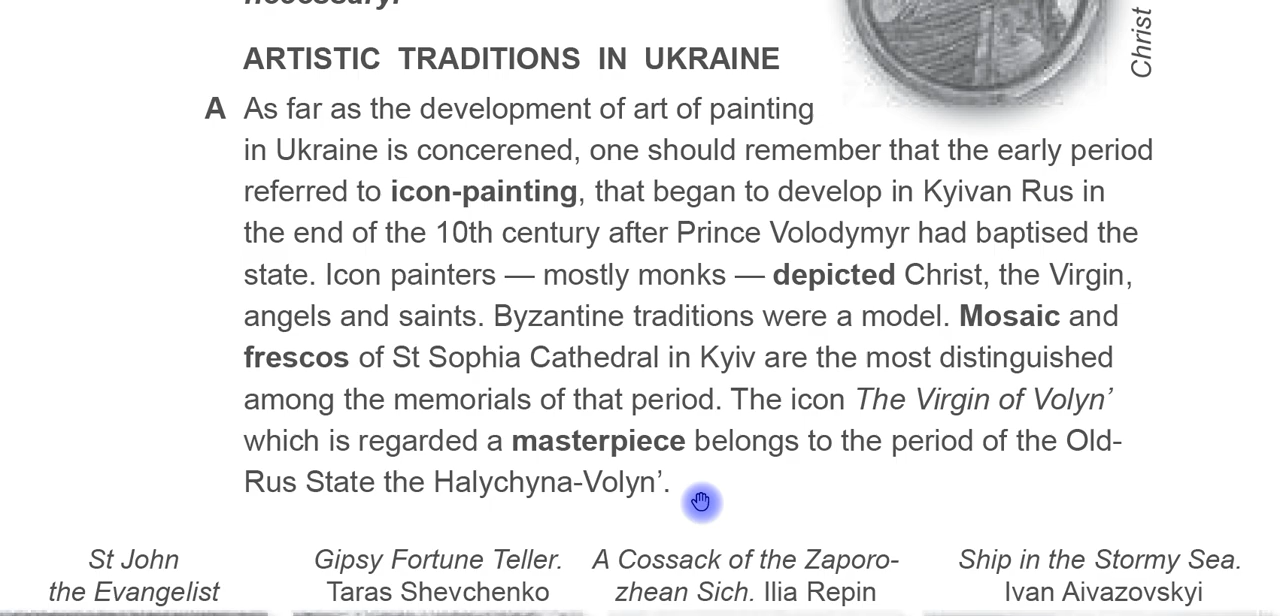 necessary.
ARTISTIC TRADITIONS IN UKRAINE
Christ
A As far as the development of art of painting
in Ukraine is concerened, one should remember that the early period
referred to icon-painting, that began to develop in Kyivan Rus in
the end of the 10th century after Prince Volodymyr had baptised the
state. Icon painters — mostly monks — depicted Christ, the Virgin,
angels and saints. Byzantine traditions were a model. Mosaic and
frescos of St Sophia Cathedral in Kyiv are the most distinguished
among the memorials of that period. The icon The Virgin of Volyn’
which is regarded a masterpiece belongs to the period of the Old-
Rus State the Halychyna-Volyn’.
St John
the Evangelist
Gipsy Fortune Teller.
Taras Shevchenko
A Cossack of the Zaporo-
zhean Sich. Ilia Repin
Ship in the Stormy Sea.
Ivan Aivazovskyi